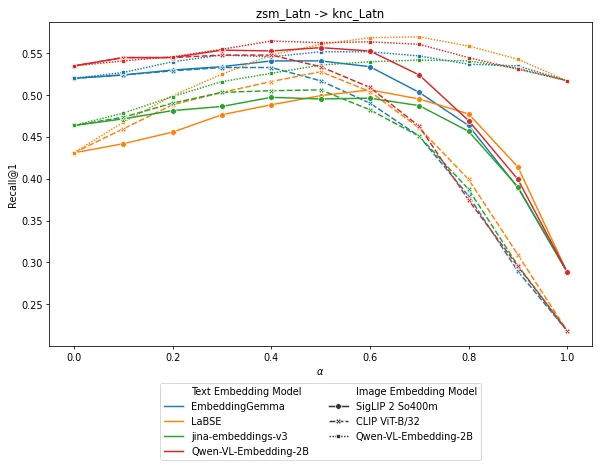 zsm_Latn -> knc_Latn
Recall@1
0.55
0.50
0.45
0.40
0.35
0.30
0.25
0.0 0.2 0.4 0.6 0.8 1.0
α
Text Embedding Model
EmbeddingGemma
LaBSE
jina-embeddings-v3
Qwen-VL-Embedding-2B
Image Embedding Model
SigLIP 2 So400m
CLIP ViT-B/32
Qwen-VL-Embedding-2B